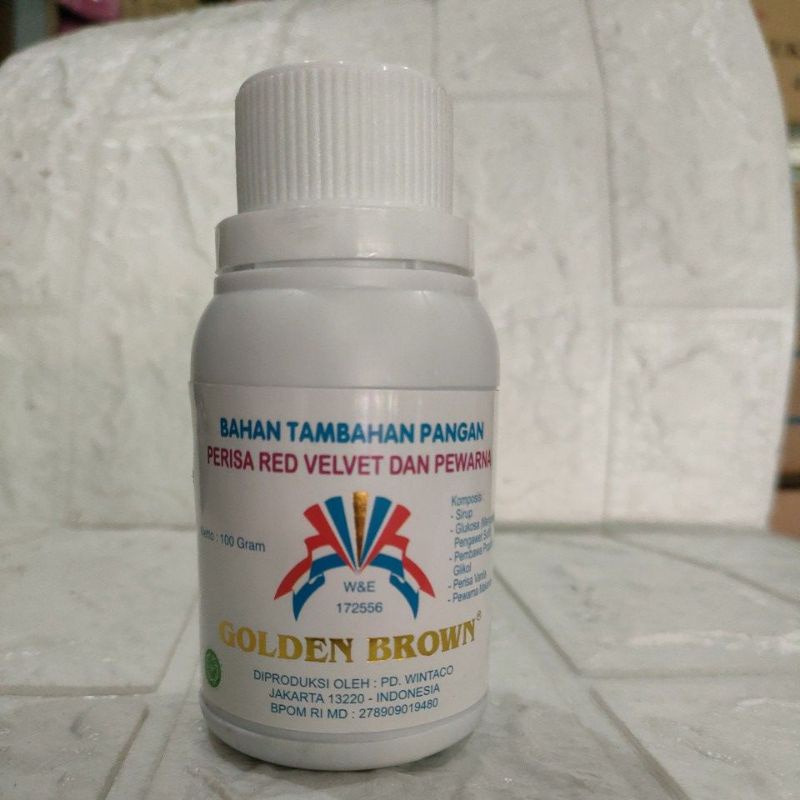 BAHAN TAMBAHAN PANGAN
PERISA RED VELVET DAN PEWARNA
Netto : 100 Gram
Komposisi
- Sirup
- Glukosa
Pengawet
- Pembawa
Glikol
- Perisa Vanila
- Pewarna
W&E
172556
GOLDEN BROWN®
DIPRODUKSI OLEH : PD. WINTACO
JAKARTA 13220 - INDONESIA
BPOM RI MD : 278909019480